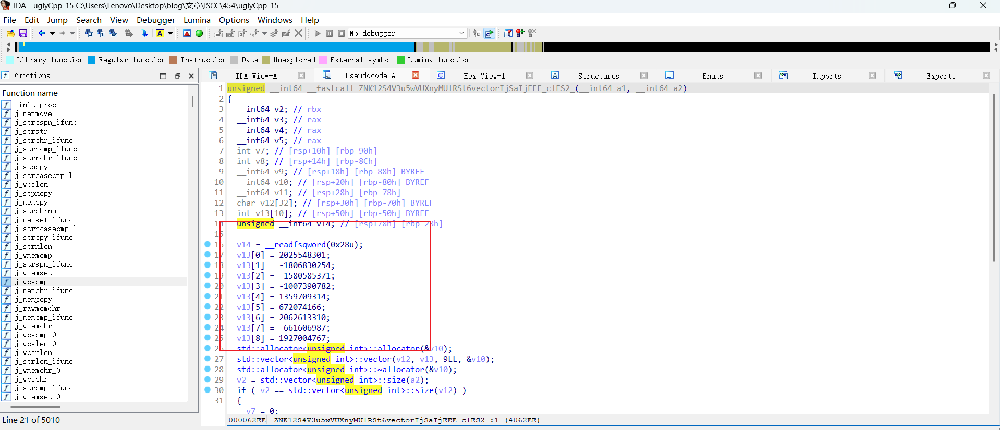 IDA - uglyCpp-15 C:\Users\Lenovo\Desktop\blog\文章\ISCC\454\uglyCpp-15
File Edit Jump Search View Debugger Lumina Options Windows Help
No debugger
Library function Regular function Instruction Data Unexplored External symbol Lumina function
Functions
IDA View-A Pseudocode-A Hex View-1 Structures Enums Imports Exports
Function name
_init_proc
j_memmove
j_strcspn_ifunc
j_strstr
j_strchr_ifunc
j_strncmp_ifunc
j_strrchr_ifunc
j_stpcpy
j_strcasecmp_l
j_wcslen
j_stpncpy
j_memcpy
j_strchrnul
j_memset_ifunc
j_strncasecmp_l
j_strcpy_ifunc
j_strnlen
j_wmemcmp
j_strspn_ifunc
j_wmemset
j_wcscmp
j_memchr_ifunc
j_mempcpy
j_rawmemchr
j_memcmp_ifunc
j_wmemchr
j_wcscmp_0
j_wcslen_0
j_wcsnlen
j_strlen_ifunc
j_wmemchr_0
j_wcschr
j_strcmp_ifunc
j_wmemset_0
Line 21 of 5010
1 unsigned __int64 __fastcall ZNK12S4V3u5wVUXnyMUlRSt6vectorIjSaIjEEE_clES2_(__int64 a1, __int64 a2)
2 {
3 __int64 v2; // rbx
4 __int64 v3; // rax
5 __int64 v4; // rax
6 __int64 v5; // rax
7 int v7; // [rsp+10h] [rbp-90h]
8 int v8; // [rsp+14h] [rbp-8Ch]
9 __int64 v9; // [rsp+18h] [rbp-88h] BYREF
10 __int64 v10; // [rsp+20h] [rbp-80h] BYREF
11 __int64 v11; // [rsp+28h] [rbp-78h]
12 char v12[32]; // [rsp+30h] [rbp-70h] BYREF
13 int v13[10]; // [rsp+50h] [rbp-50h] BYREF
14 unsigned __int64 v14; // [rsp+78h] [rbp-28h]
15
16 v14 = __readfsqword(0x28u);
17 v13[0] = 2025548301;
18 v13[1] = -1806830254;
19 v13[2] = -1580585371;
20 v13[3] = -1007390782;
21 v13[4] = 1359709314;
22 v13[5] = 672074166;
23 v13[6] = 2062613310;
24 v13[7] = -661606987;
25 v13[8] = 1927004767;
26 std::allocator<unsigned int>::allocator(&v10);
27 std::vector<unsigned int>::vector(v12, v13, 9LL, &v10);
28 std::allocator<unsigned int>::~allocator(&v10);
29 v2 = std::vector<unsigned int>::size(a2);
30 if ( v2 == std::vector<unsigned int>::size(v12) )
31 {
v7 = 0;
000062EE _ZNK12S4V3u5wVUXnyMUlRSt6vectorIjSaIjEEE_clES2_:1 (4062EE)